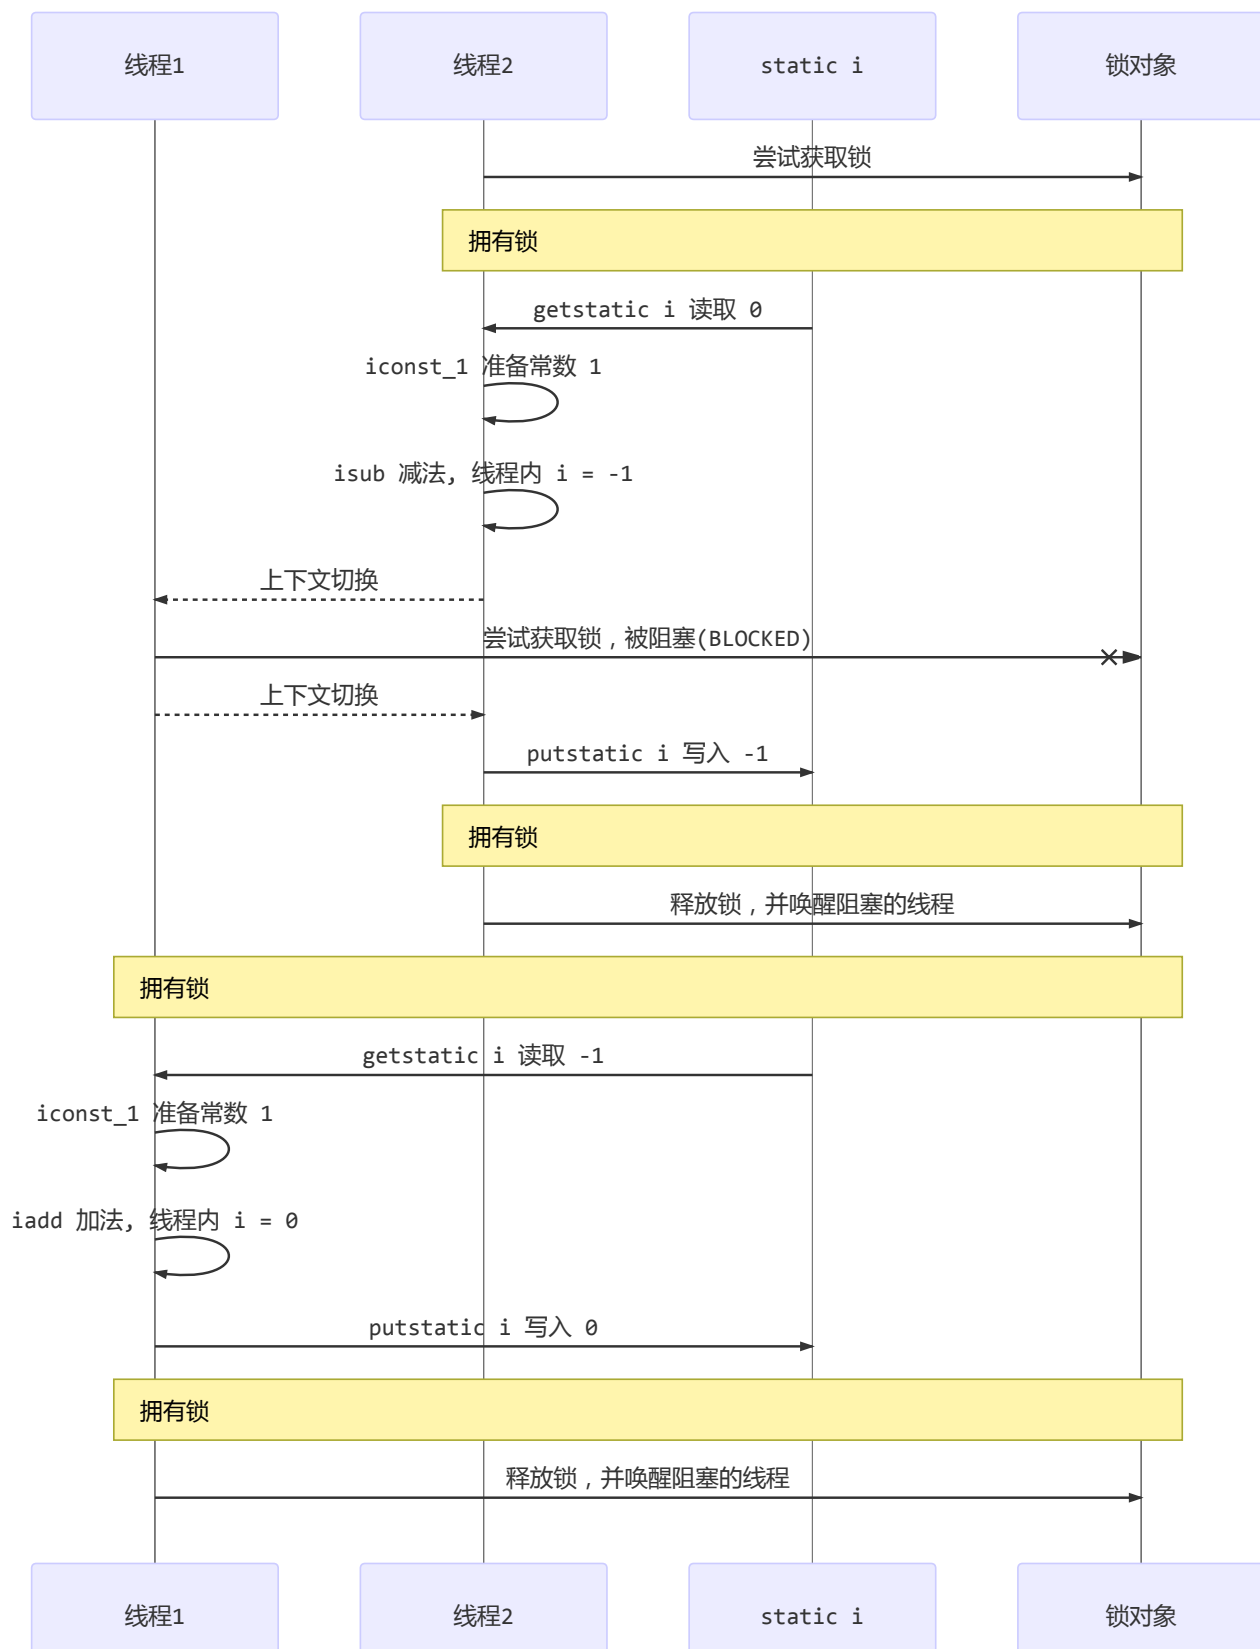 线程1 线程2 static i 锁对象
尝试获取锁
拥有锁
getstatic i 读取 0
iconst_1 准备常数 1
isub 减法, 线程内 i = -1
上下文切换
尝试获取锁，被阻塞(BLOCKED)
上下文切换
putstatic i 写入 -1
拥有锁
释放锁，并唤醒阻塞的线程
拥有锁
getstatic i 读取 -1
iconst_1 准备常数 1
iadd 加法, 线程内 i = 0
putstatic i 写入 0
拥有锁
释放锁，并唤醒阻塞的线程
线程1 线程2 static i 锁对象